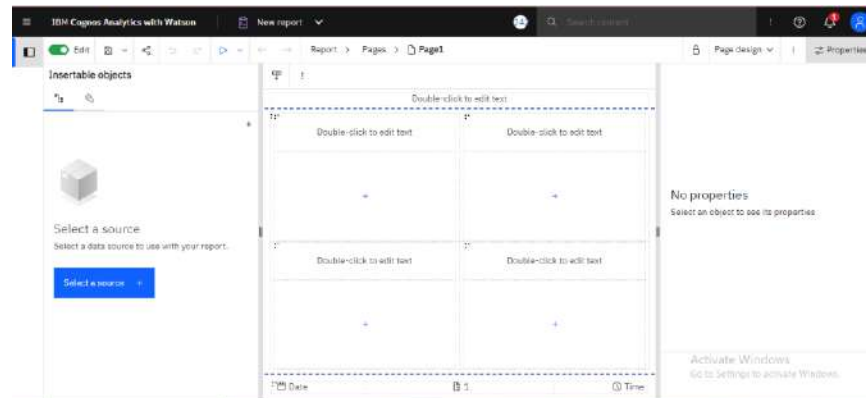 IBM Cognos Analytics with Watson
New report
Search content
Edit
Report > Pages > Page1
Page design
Properties
Insertable objects
Double-click to edit text
Double-click to edit text
Double-click to edit text
Select a source
Select a data source to use with your report.
Select a source +
No properties
Select an object to see its properties
Double-click to edit text
Double-click to edit text
Activate Windows
Go to Settings to activate Windows.
Date
1
Time